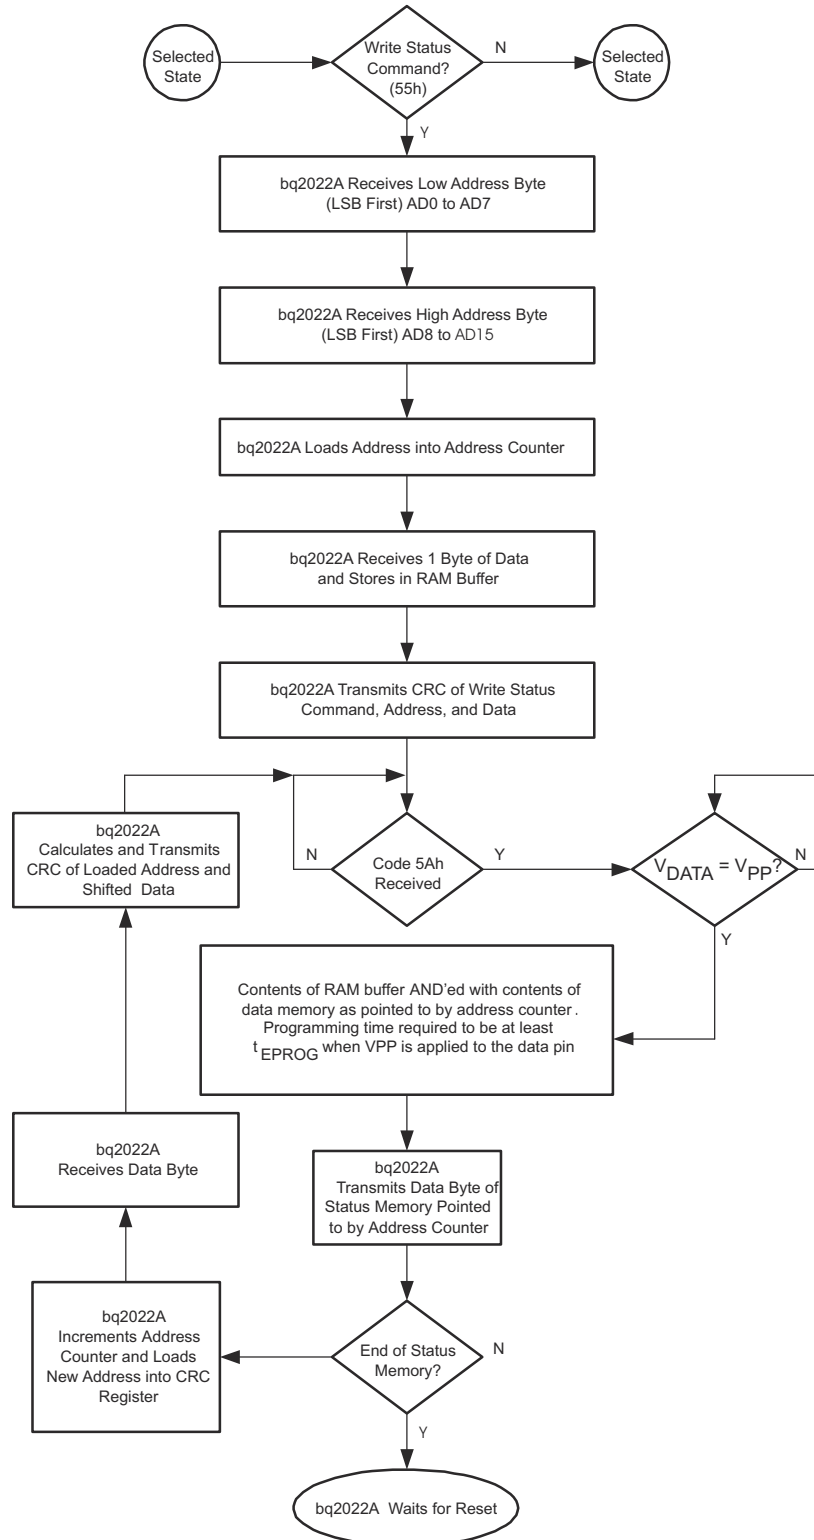 Selected
State
Write Status
Command?
(55h)
N
Selected
State
Y
bq2022A Receives Low Address Byte
(LSB First) AD0 to AD7
bq2022A Receives High Address Byte
(LSB First) AD8 to AD15
bq2022A Loads Address into Address Counter
bq2022A Receives 1 Byte of Data
and Stores in RAM Buffer
bq2022A Transmits CRC of Write Status
Command, Address, and Data
bq2022A
Calculates and Transmits
CRC of Loaded Address and
Shifted Data
N
Code 5Ah
Received
Y
VDATA = VPP?
N
Y
Contents of RAM buffer AND'ed with contents of
data memory as pointed to by address counter .
Programming time required to be at least
tEPROG when VPP is applied to the data pin
bq2022A
Receives Data Byte
bq2022A
Transmits Data Byte of
Status Memory Pointed
to by Address Counter
bq2022A
Increments Address
Counter and Loads
New Address into CRC
Register
End of Status
Memory?
N
Y
bq2022A Waits for Reset